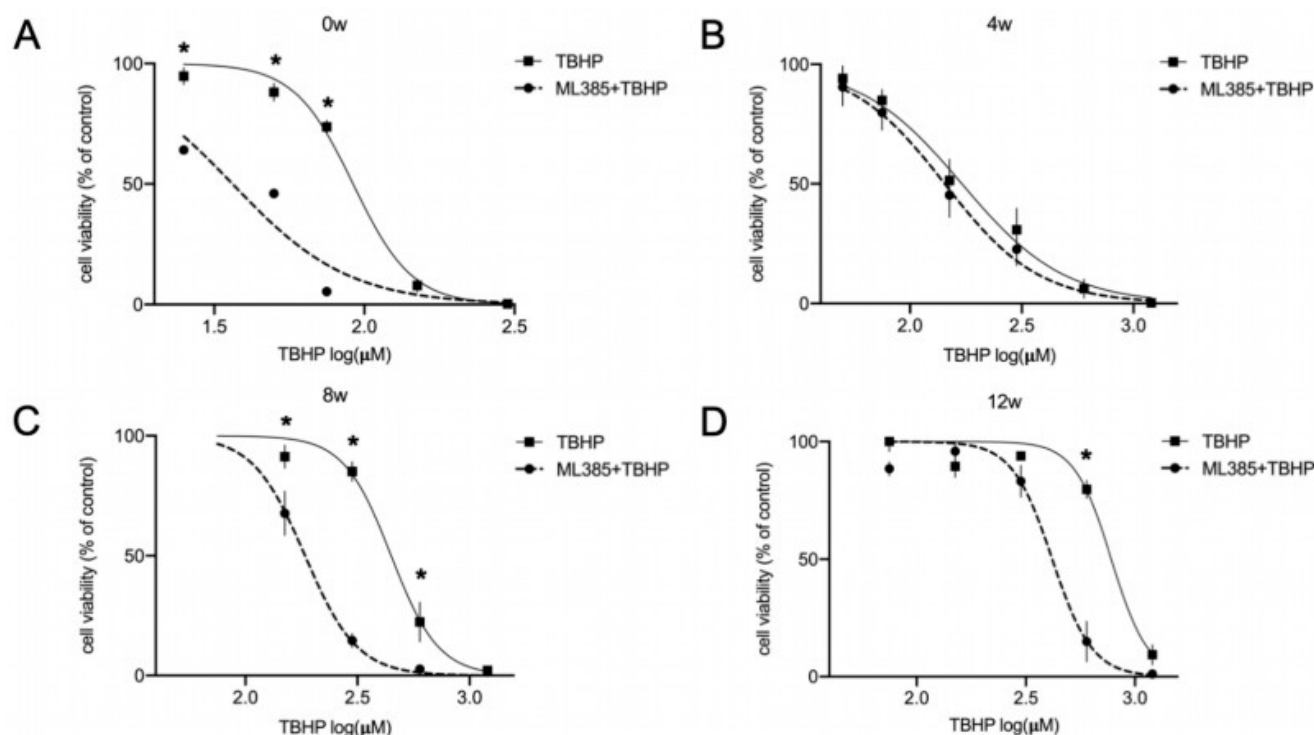 A
0w
*
*
*
TBHP
ML385+TBHP
100
50
0
1.5
2.0
2.5
cell viability (% of control)
TBHP log(μM)
B
4w
TBHP
ML385+TBHP
100
50
0
2.0
2.5
3.0
cell viability (% of control)
TBHP log(μM)
C
8w
*
*
*
TBHP
ML385+TBHP
100
50
0
2.0
2.5
3.0
cell viability (% of control)
TBHP log(μM)
D
12w
*
TBHP
ML385+TBHP
100
50
0
2.0
2.5
3.0
cell viability (% of control)
TBHP log(μM)